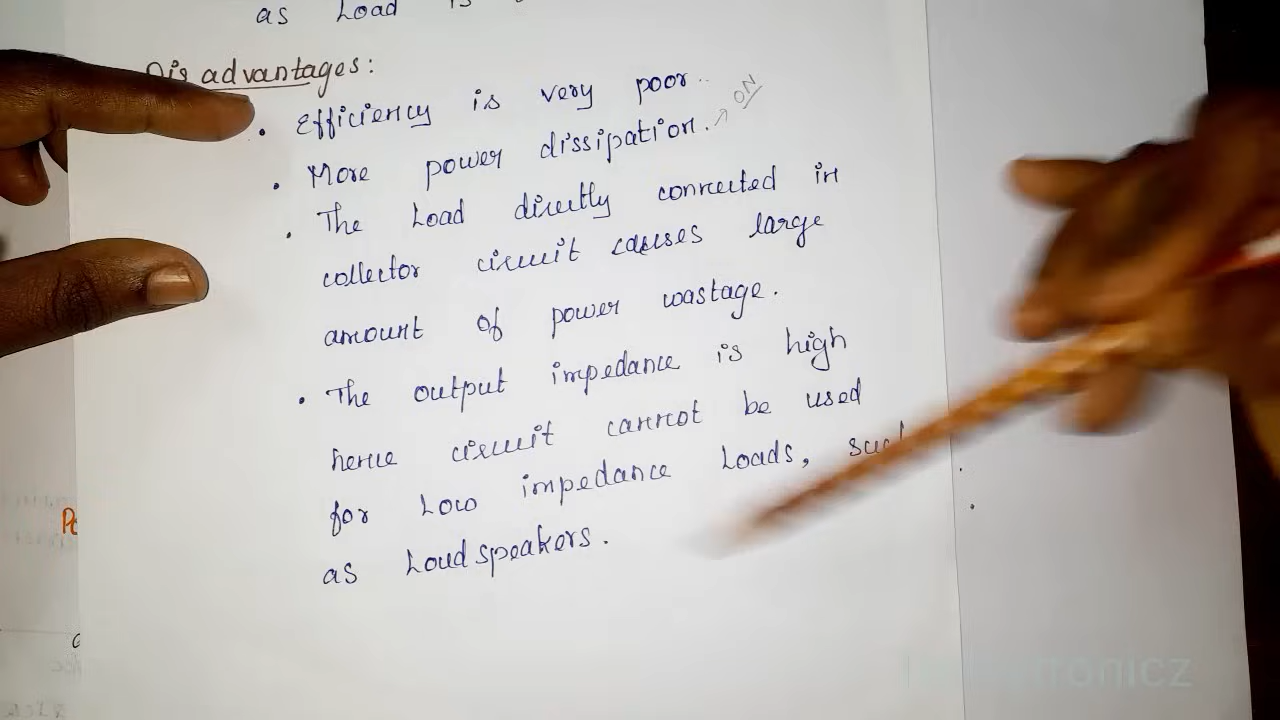 as Load is
Disadvantages:
• Efficiency is very poor..
• More power dissipation. ↗ ON
• The Load directly connected in
collector circuit causes large
amount of power wastage.
• The output impedance is high
hence circuit cannot be used
for Low impedance Loads, such
as Loudspeakers.